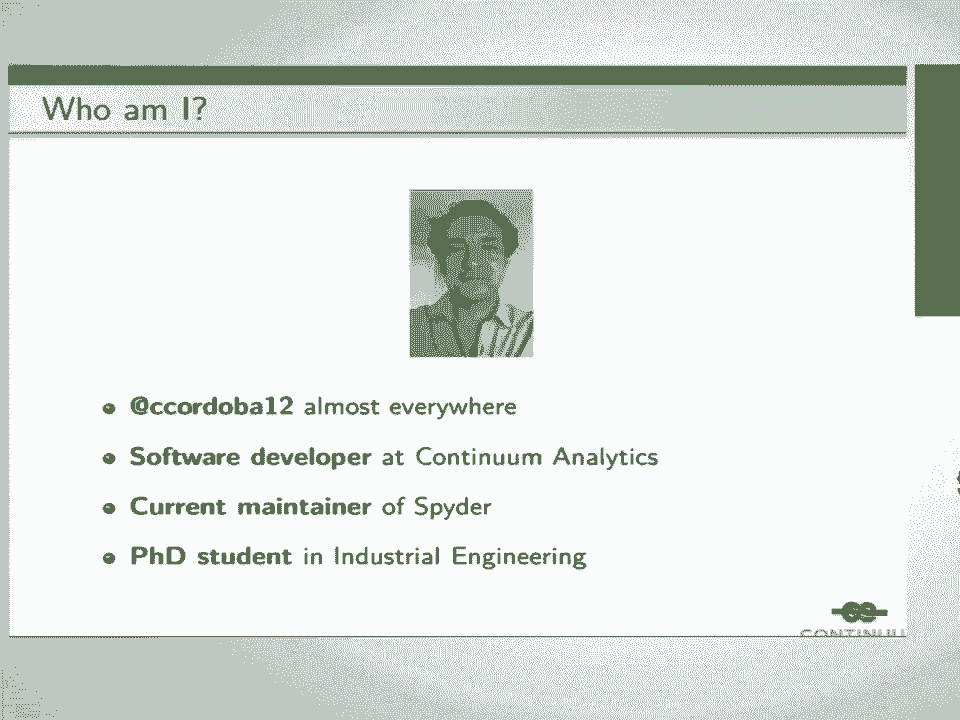 Who am I?
@ccordoba12 almost everywhere
Software developer at Continuum Analytics
Current maintainer of Spyder
PhD student in Industrial Engineering